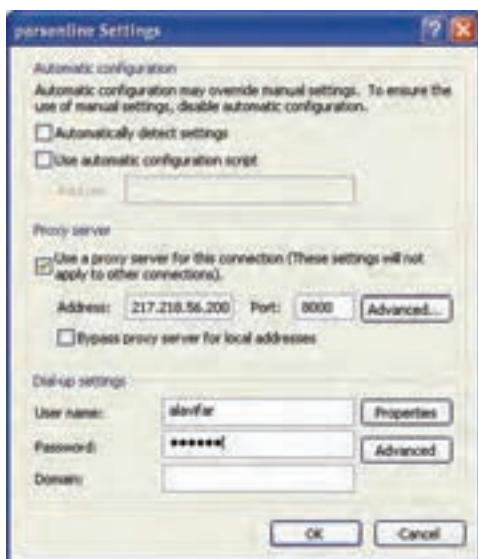 parsonline Settings
Automatic configuration
Automatic configuration may override manual settings. To ensure the
use of manual settings, disable automatic configuration.
Automatically detect settings
Use automatic configuration script
Address
Proxy server
Use a proxy server for this connection (These settings will not
apply to other connections).
Address: 217.218.56.200 Port: 8000 Advanced...
Bypass proxy server for local addresses
Dial-up settings
User name: alavifar Properties
Password: •••••• Advanced
Domain:
OK Cancel